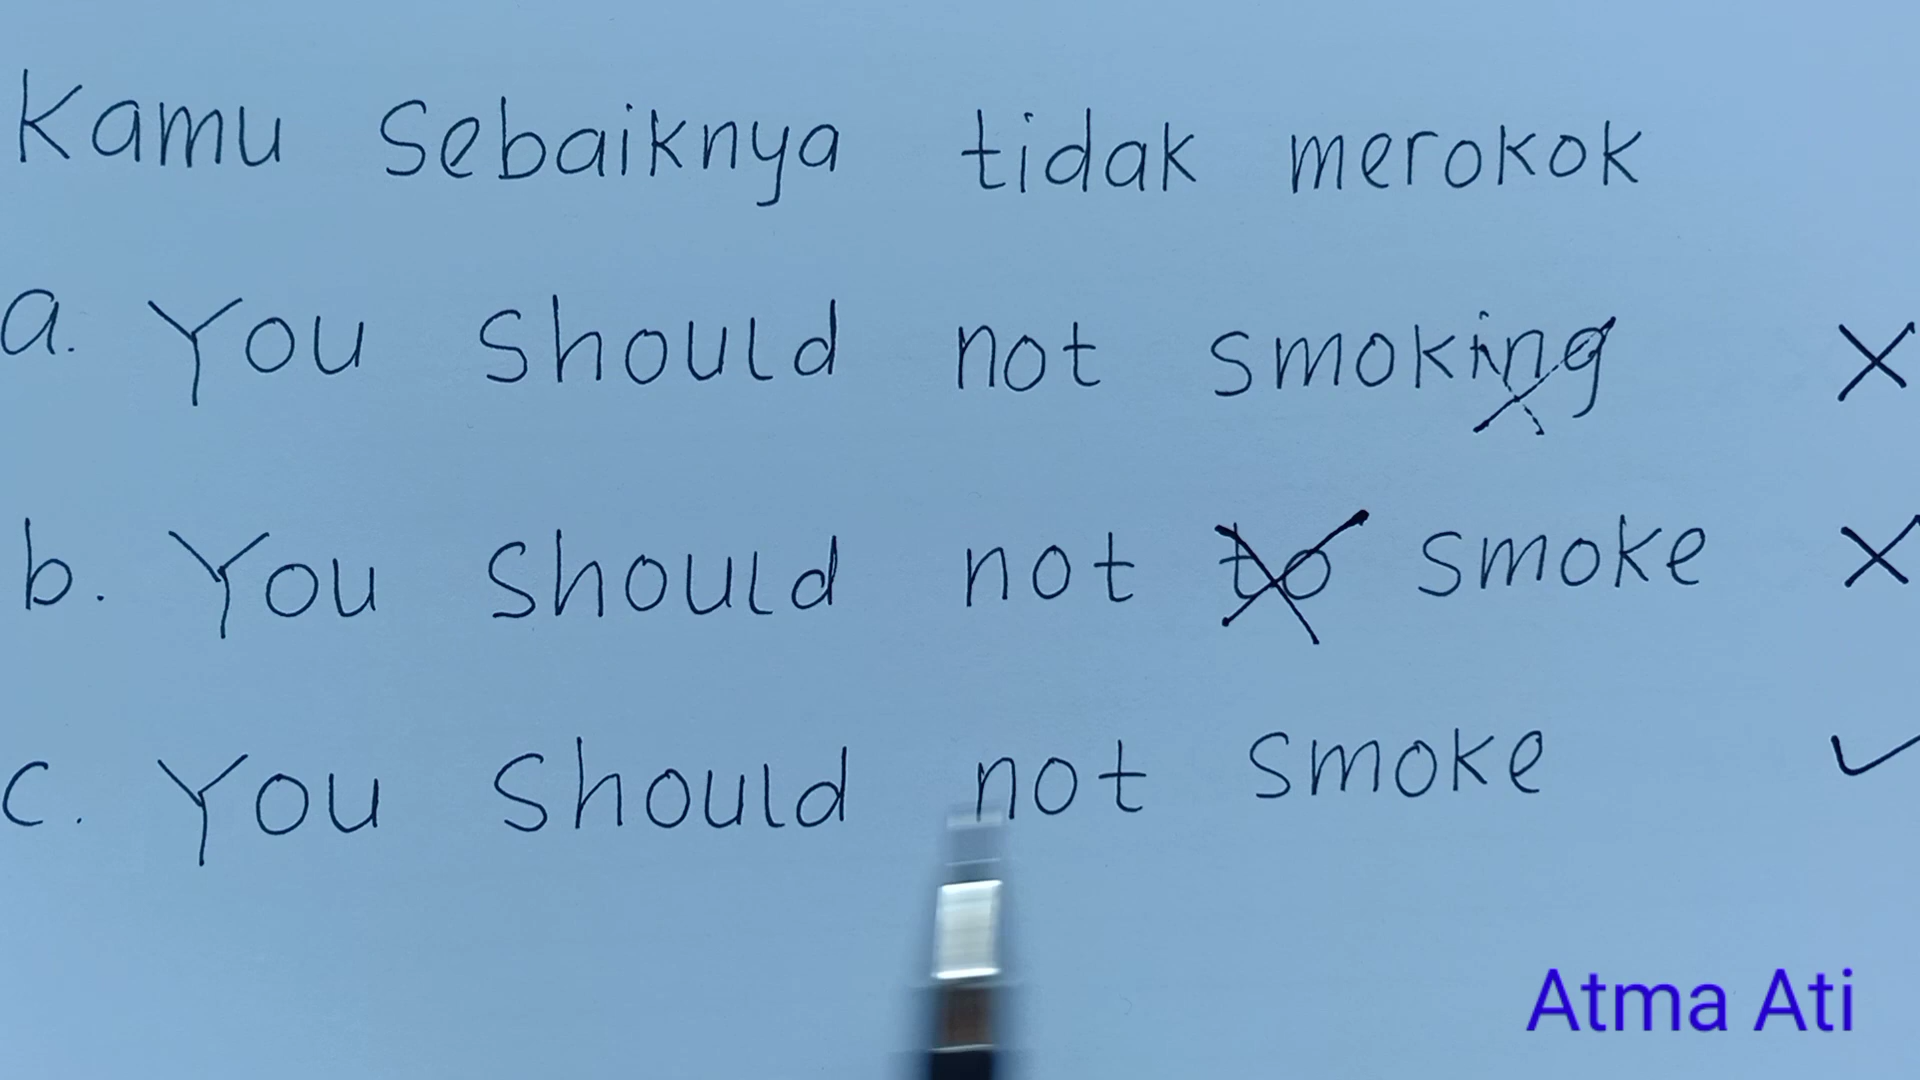 Kamu sebaiknya tidak merokok
a. You should not smoking X
b. You should not to smoke X
c. You should not smoke ✓
Atma Ati